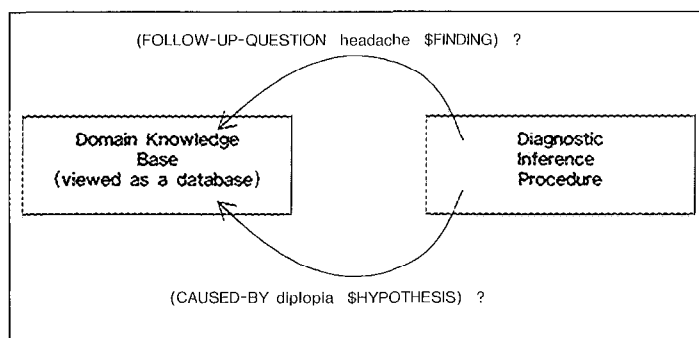 (FOLLOW-UP-QUESTION headache $FINDING) ?
Domain Knowledge
Base
(viewed as a database)
Diagnostic
Inference
Procedure
(CAUSED-BY diplopia $HYPOTHESIS) ?